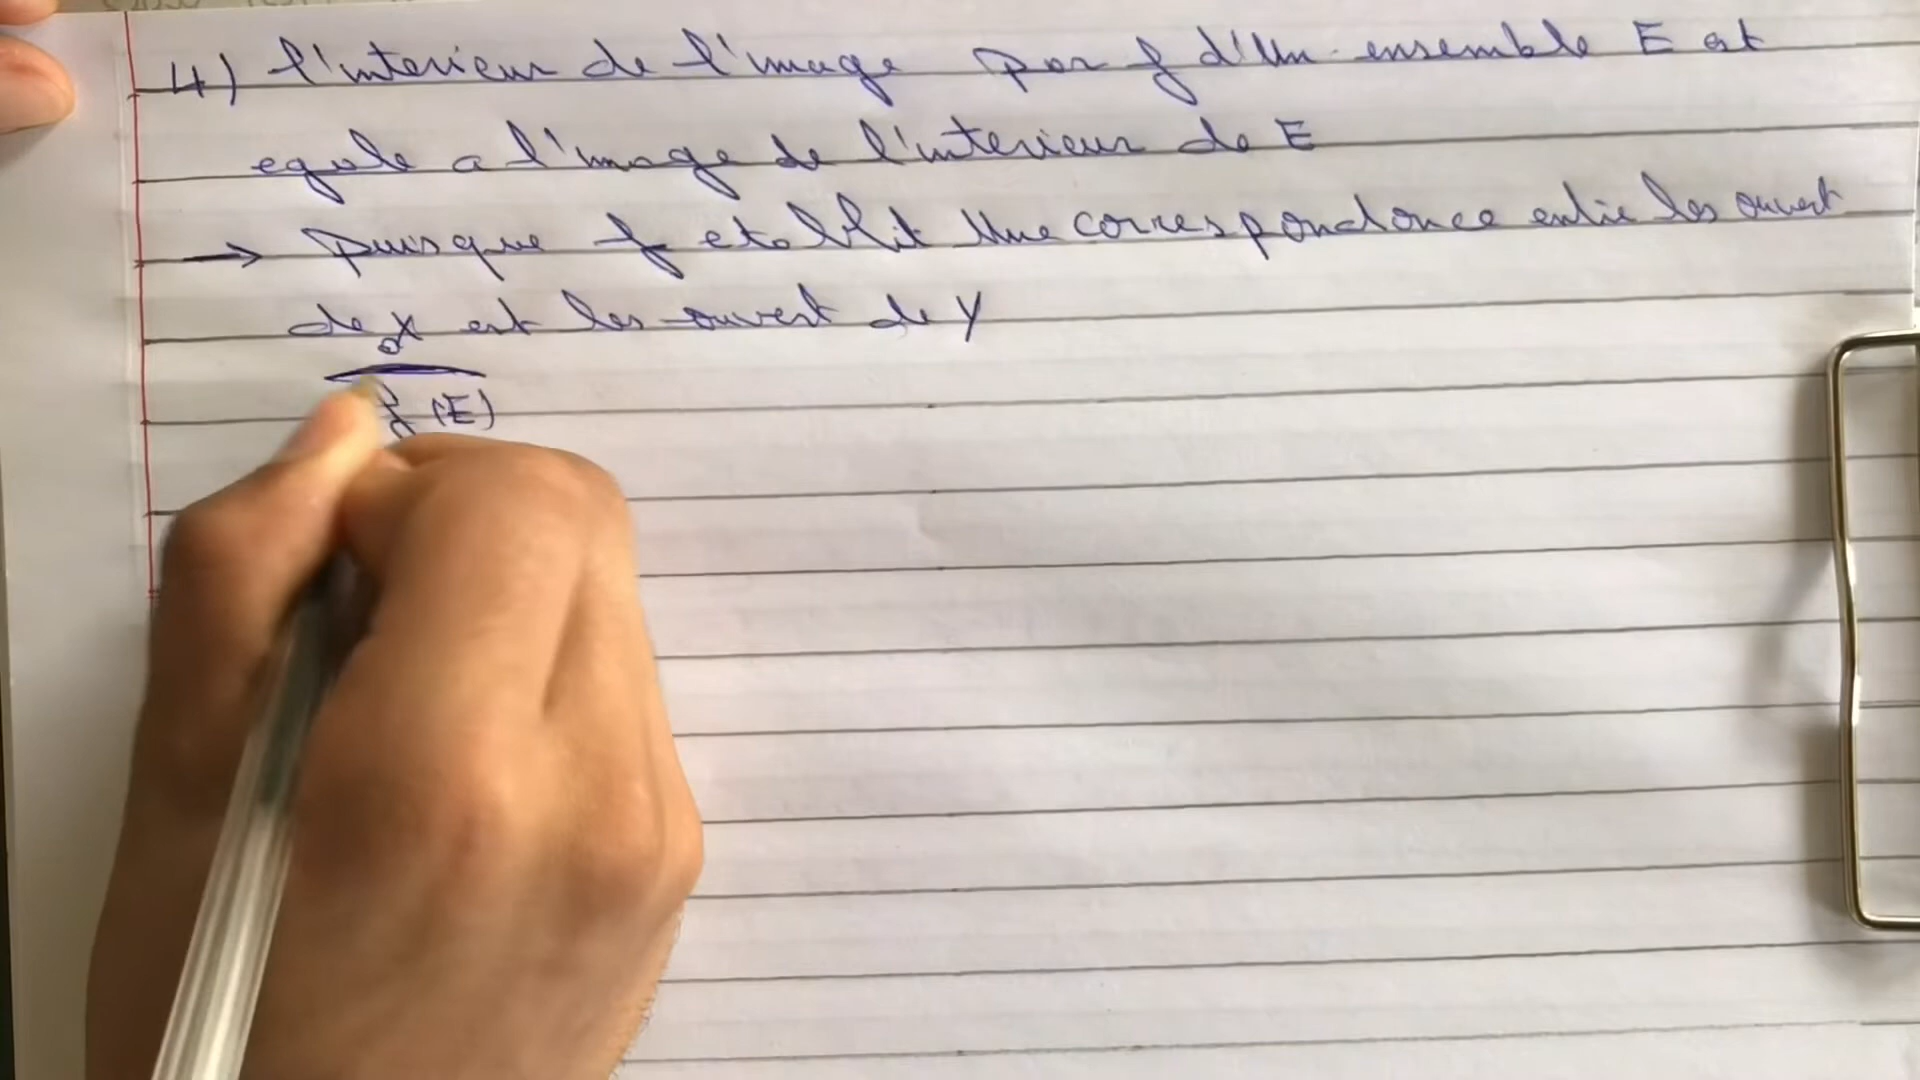 4) l'interieur de l'image par f d'Un ensemble E est
egale a l'image de l'interieur de E
→ puisque f etablit Une correspondance entre les ouvert
de X est les ouvert de Y
f(E)